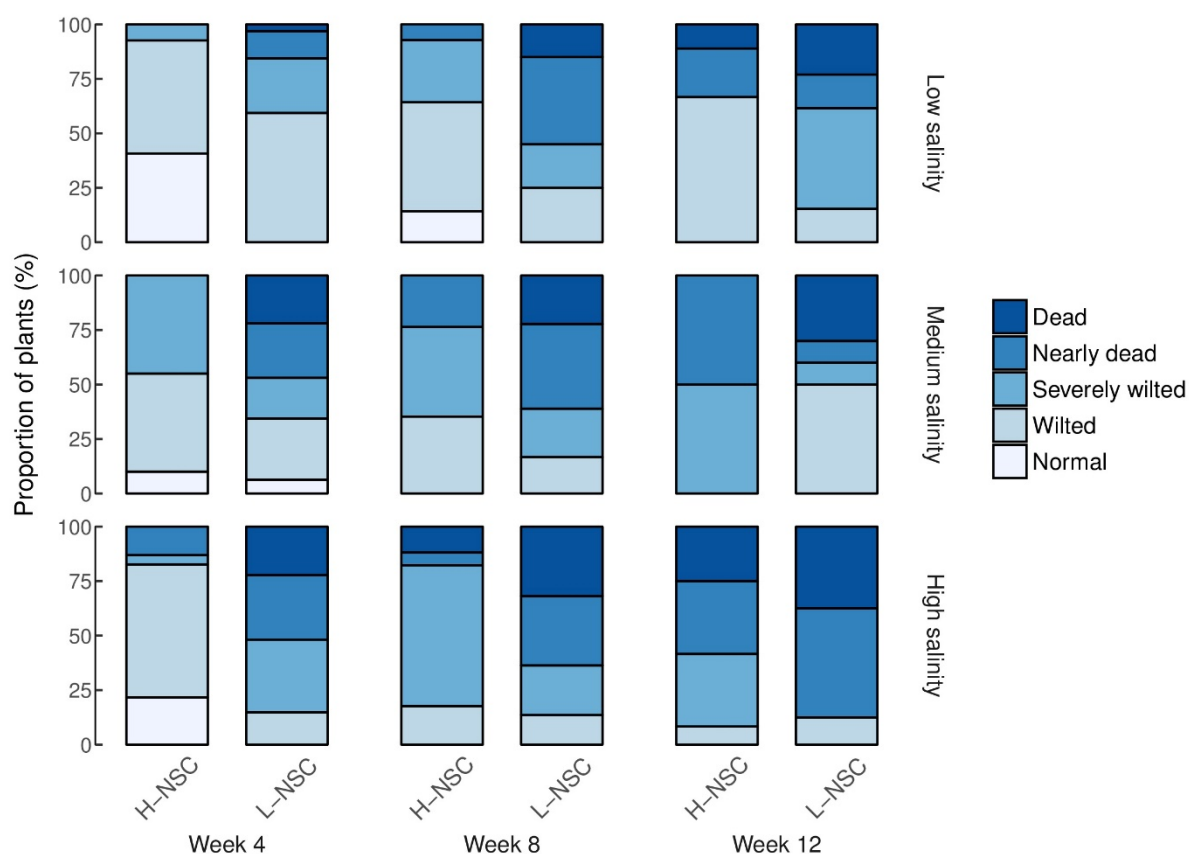 Proportion of plants (%)
100
75
50
25
0
Low salinity
100
75
50
25
0
Medium salinity
100
75
50
25
0
High salinity
H−NSC L−NSC H−NSC L−NSC H−NSC L−NSC
Week 4 Week 8 Week 12
Dead
Nearly dead
Severely wilted
Wilted
Normal